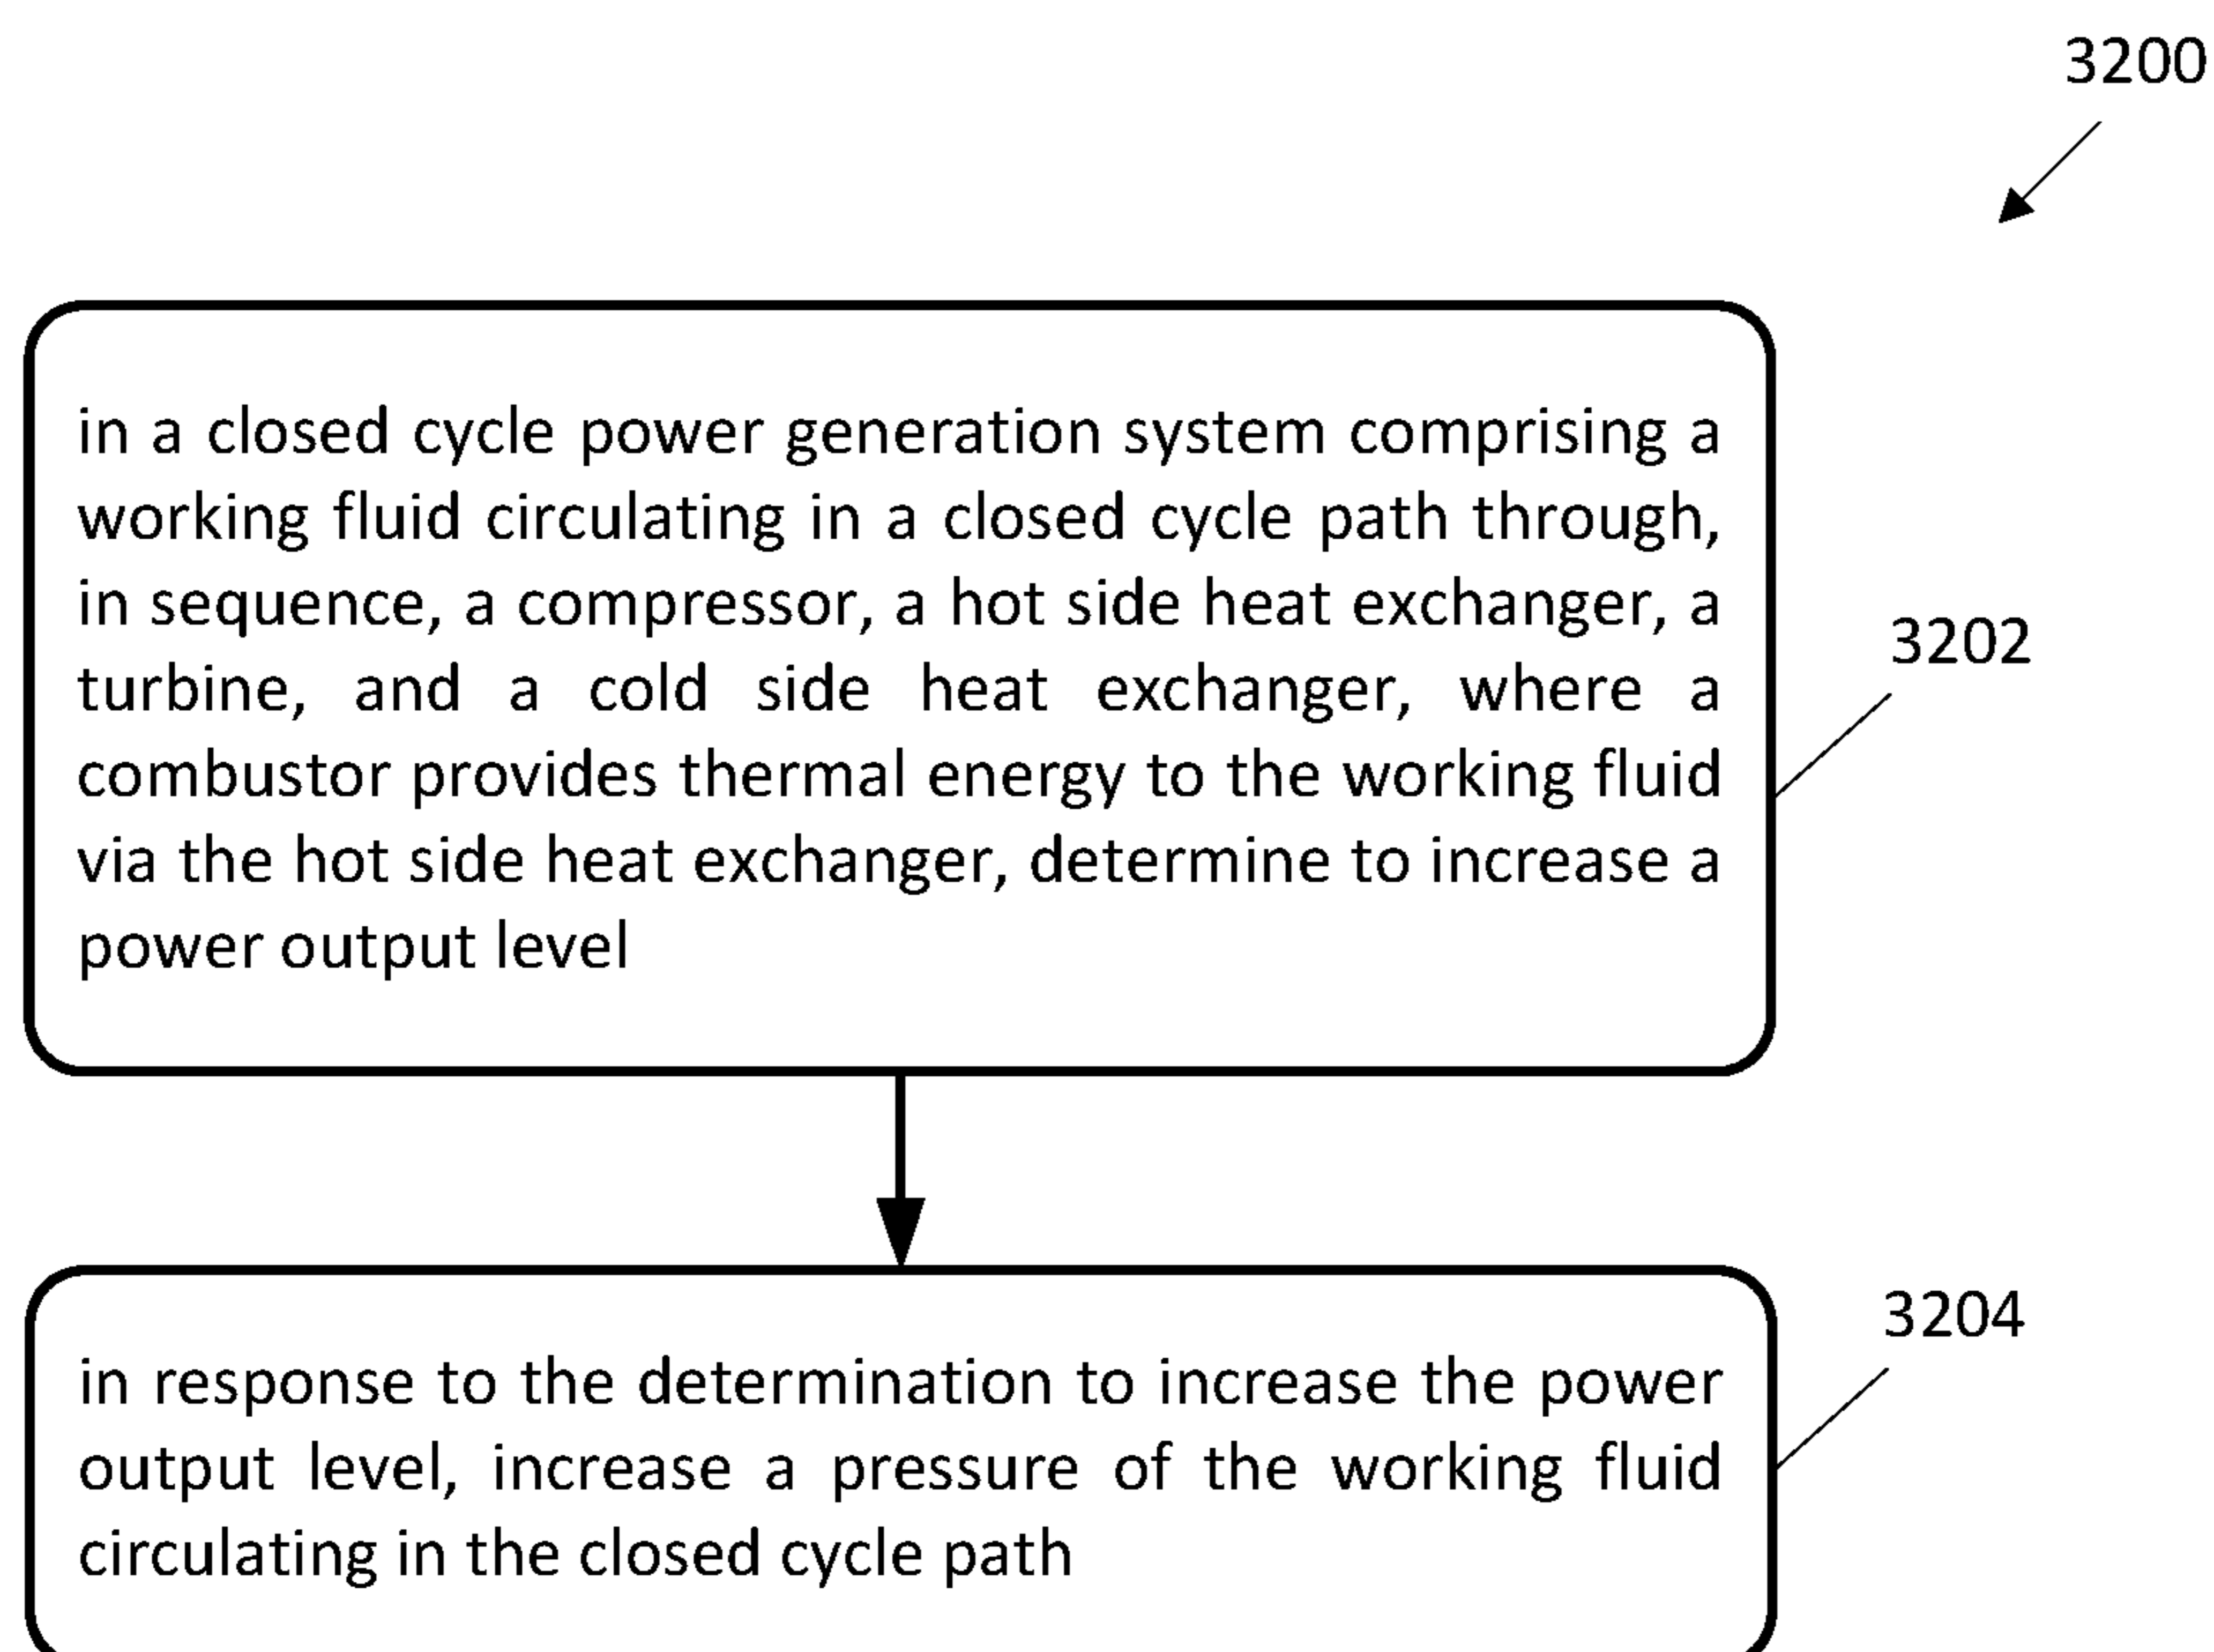 3200
in a closed cycle power generation system comprising a
working fluid circulating in a closed cycle path through,
in sequence, a compressor, a hot side heat exchanger, a
turbine, and a cold side heat exchanger, where a
combustor provides thermal energy to the working fluid
via the hot side heat exchanger, determine to increase a
power output level
3202
in response to the determination to increase the power
output level, increase a pressure of the working fluid
circulating in the closed cycle path
3204